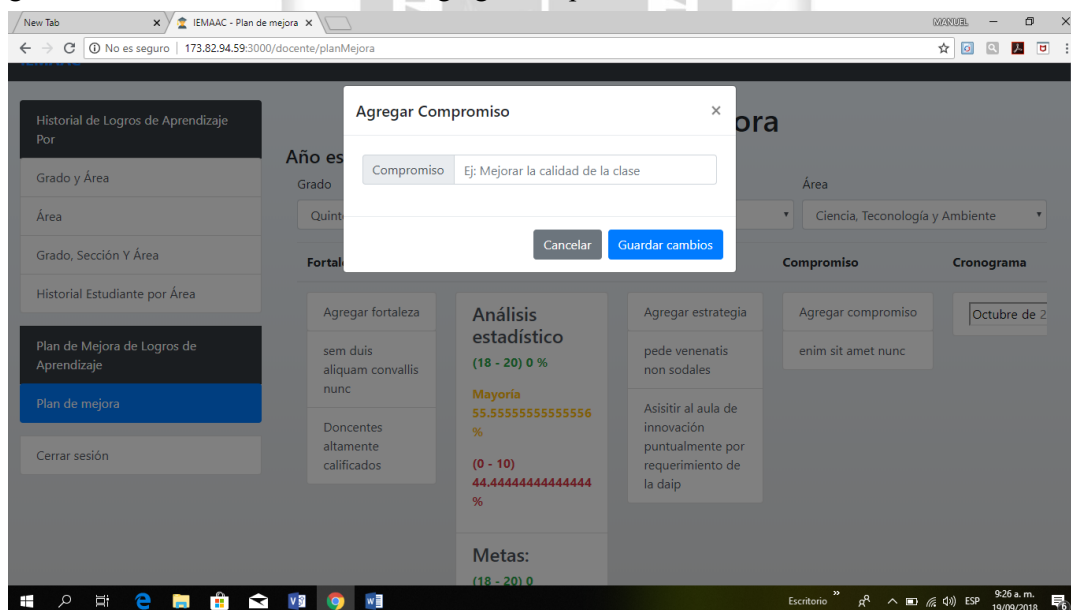 New Tab
IEMAAC - Plan de mejora
MANUEL
No es seguro | 173.82.94.59:3000/docente/planMejora
Historial de Logros de Aprendizaje
Por
Grado y Área
Área
Grado, Sección Y Área
Historial Estudiante por Área
Plan de Mejora de Logros de
Aprendizaje
Plan de mejora
Cerrar sesión
Agregar Compromiso
×
Compromiso
Ej: Mejorar la calidad de la clase
Cancelar
Guardar cambios
ora
Año es
Grado
Área
Quint
Ciencia, Teconología y Ambiente
Fortal
Compromiso
Cronograma
Agregar fortaleza
sem duis
aliquam convallis
nunc
Doncentes
altamente
calificados
Análisis
estadístico
(18 - 20) 0 %
Mayoría
55.55555555555556
%
(0 - 10)
44.44444444444444
%
Metas:
(18 - 20) 0
Agregar estrategia
pede venenatis
non sodales
Asisitir al aula de
innovación
puntualmente por
requerimiento de
la daip
Agregar compromiso
enim sit amet nunc
Octubre de 2
Escritorio
ESP
9:26 a. m.
19/09/2018